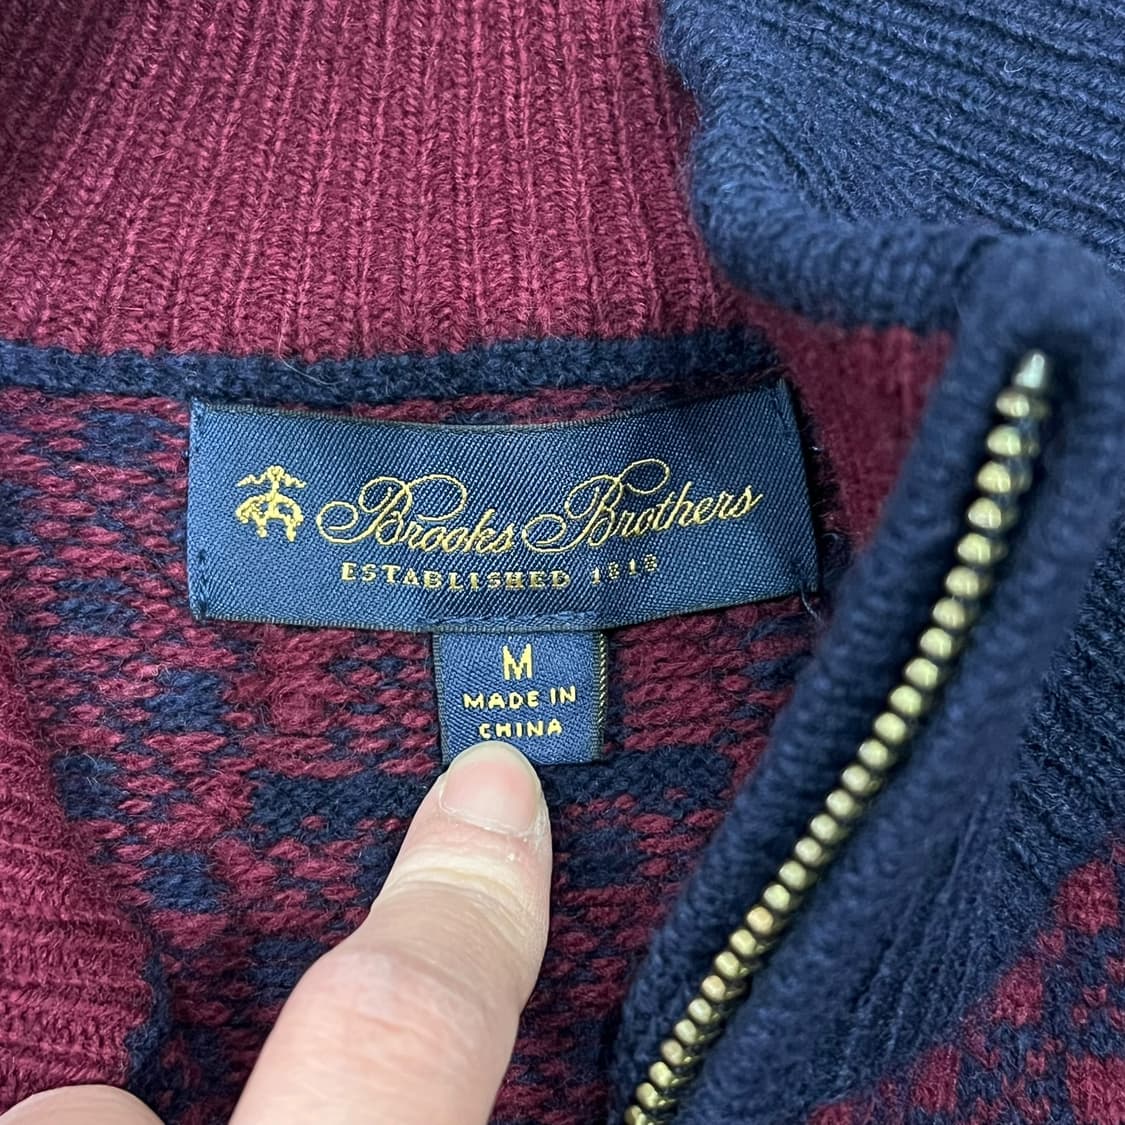 Brooks Brothers
ESTABLISHED 1818
M
MADE IN
CHINA